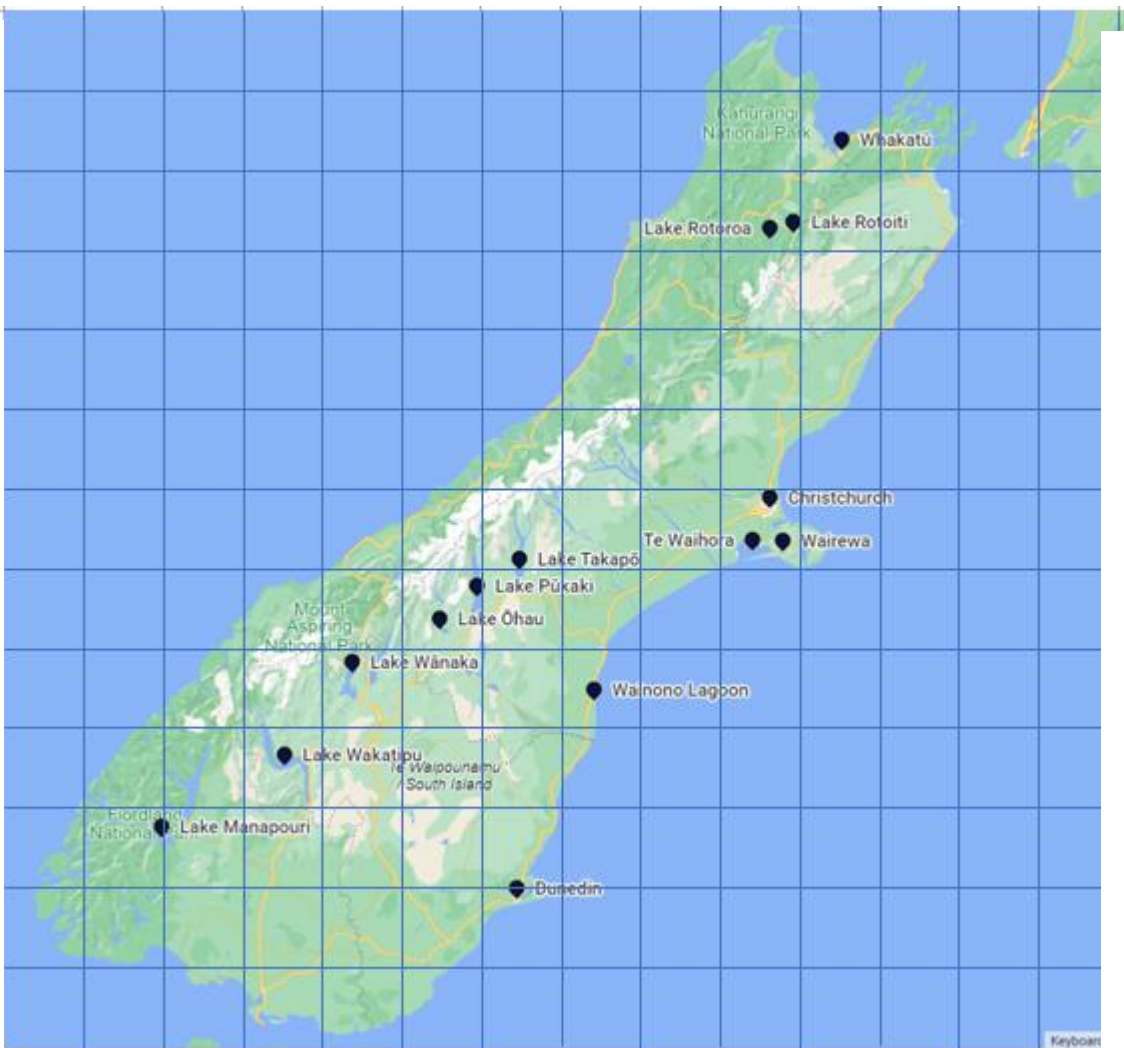 Kahurangi
National Park
Whakatū
Lake Rotoroa
Lake Rotoiti
Christchurch
Te Waihora
Wairewa
Lake Takapō
Lake Pūkaki
Lake Ōhau
Mount
Aspiring
National Park
Lake Wānaka
Wainono Lagoon
Lake Wakatipu
Te Waipounamu
/ South Island
Fiordland
National
Lake Manapouri
Dunedin
Keyboard